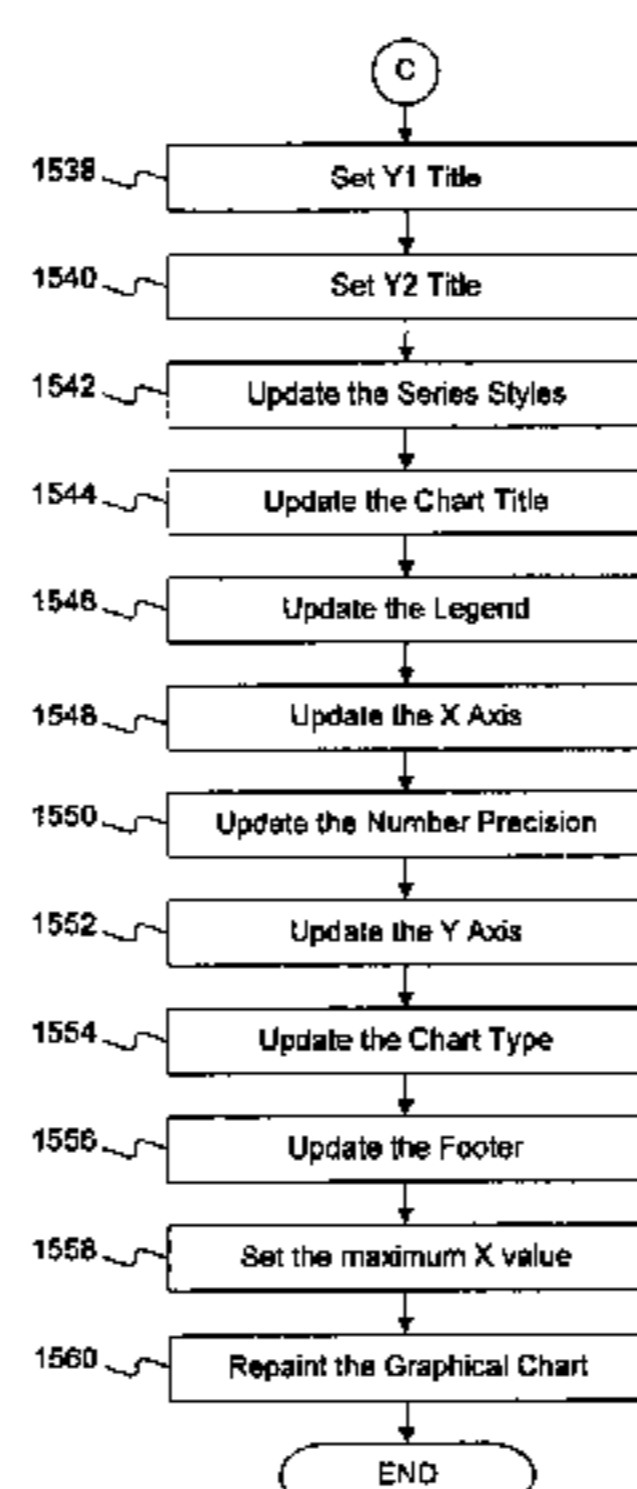 C
1538 Set Y1 Title
1540 Set Y2 Title
1542 Update the Series Styles
1544 Update the Chart Title
1546 Update the Legend
1548 Update the X Axis
1550 Update the Number Precision
1552 Update the Y Axis
1554 Update the Chart Type
1556 Update the Footer
1558 Set the maximum X value
1560 Repaint the Graphical Chart
END